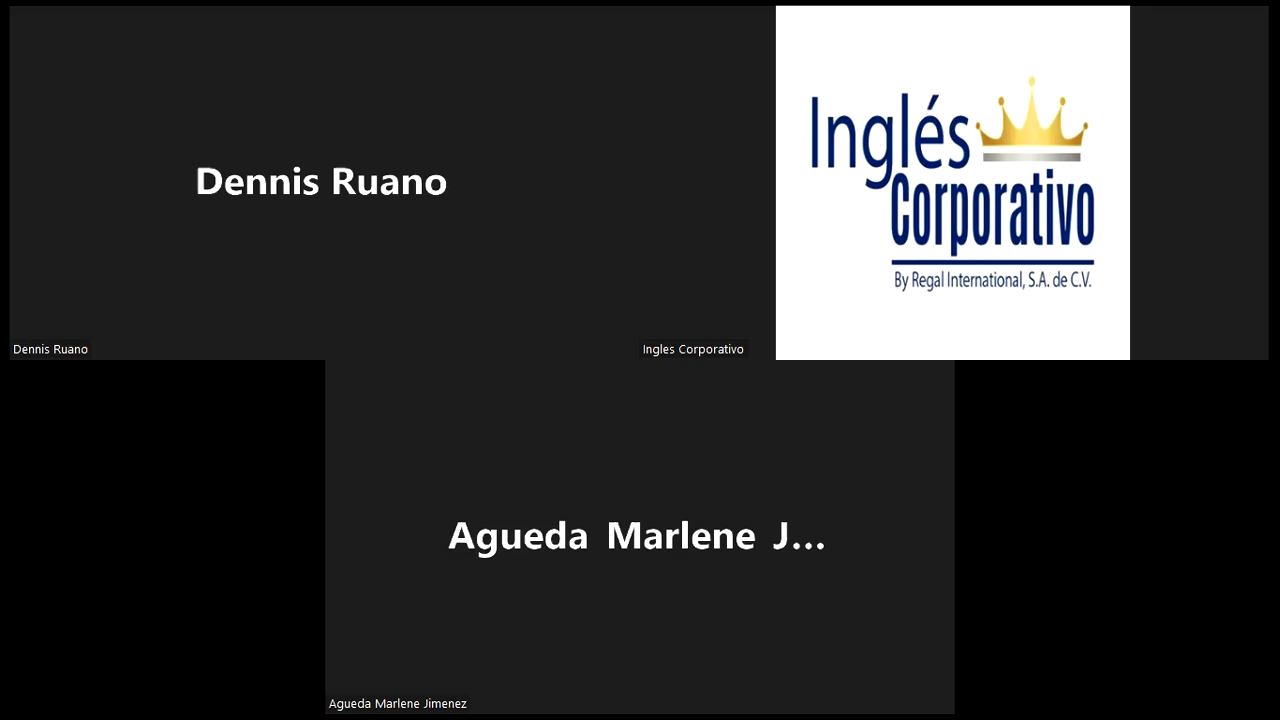 Dennis Ruano
Dennis Ruano
Inglés
Corporativo
By Regal International, S.A. de C.V.
Ingles Corporativo
Agueda Marlene J...
Agueda Marlene Jimenez